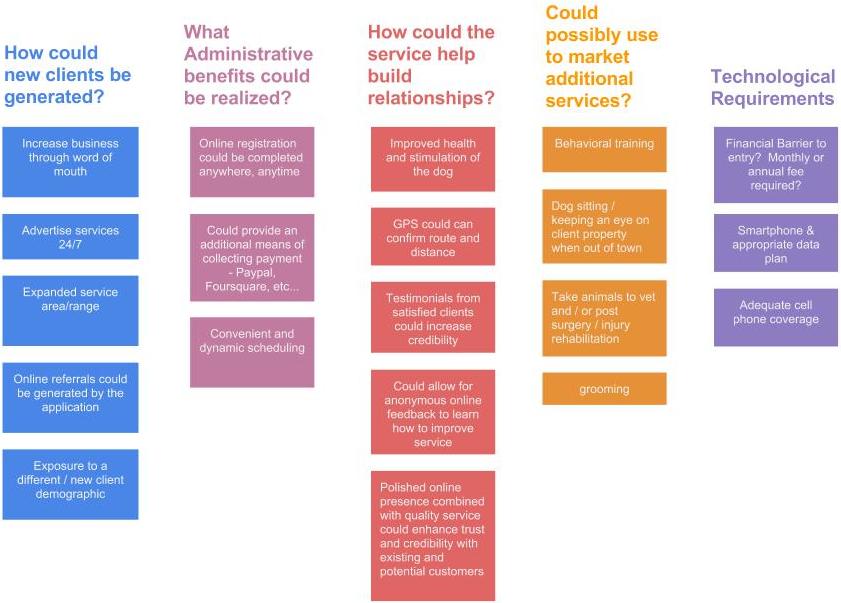 How could
new clients be
generated?
Increase business
through word of
mouth
Advertise services
24/7
Expanded service
area/range
Online referrals could
be generated by the
application
Exposure to a
different / new client
demographic
What
Administrative
benefits could
be realized?
Online registration
could be completed
anywhere, anytime
Could provide an
additional means of
collecting payment
- Paypal,
Foursquare, etc...
Convenient and
dynamic scheduling
How could the
service help
build
relationships?
Improved health
and stimulation of
the dog
GPS could can
confirm route and
distance
Testimonials from
satisfied clients
could increase
credibility
Could allow for
anonymous online
feedback to learn
how to improve
service
Polished online
presence combined
with quality service
could enhance trust
and credibility with
existing and
potential customers
Could
possibly use
to market
additional
services?
Behavioral training
Dog sitting /
keeping an eye on
client property
when out of town
Take animals to vet
and / or post
surgery / injury
rehabilitation
grooming
Technological
Requirements
Financial Barrier to
entry? Monthly or
annual fee
required?
Smartphone &
appropriate data
plan
Adequate cell
phone coverage